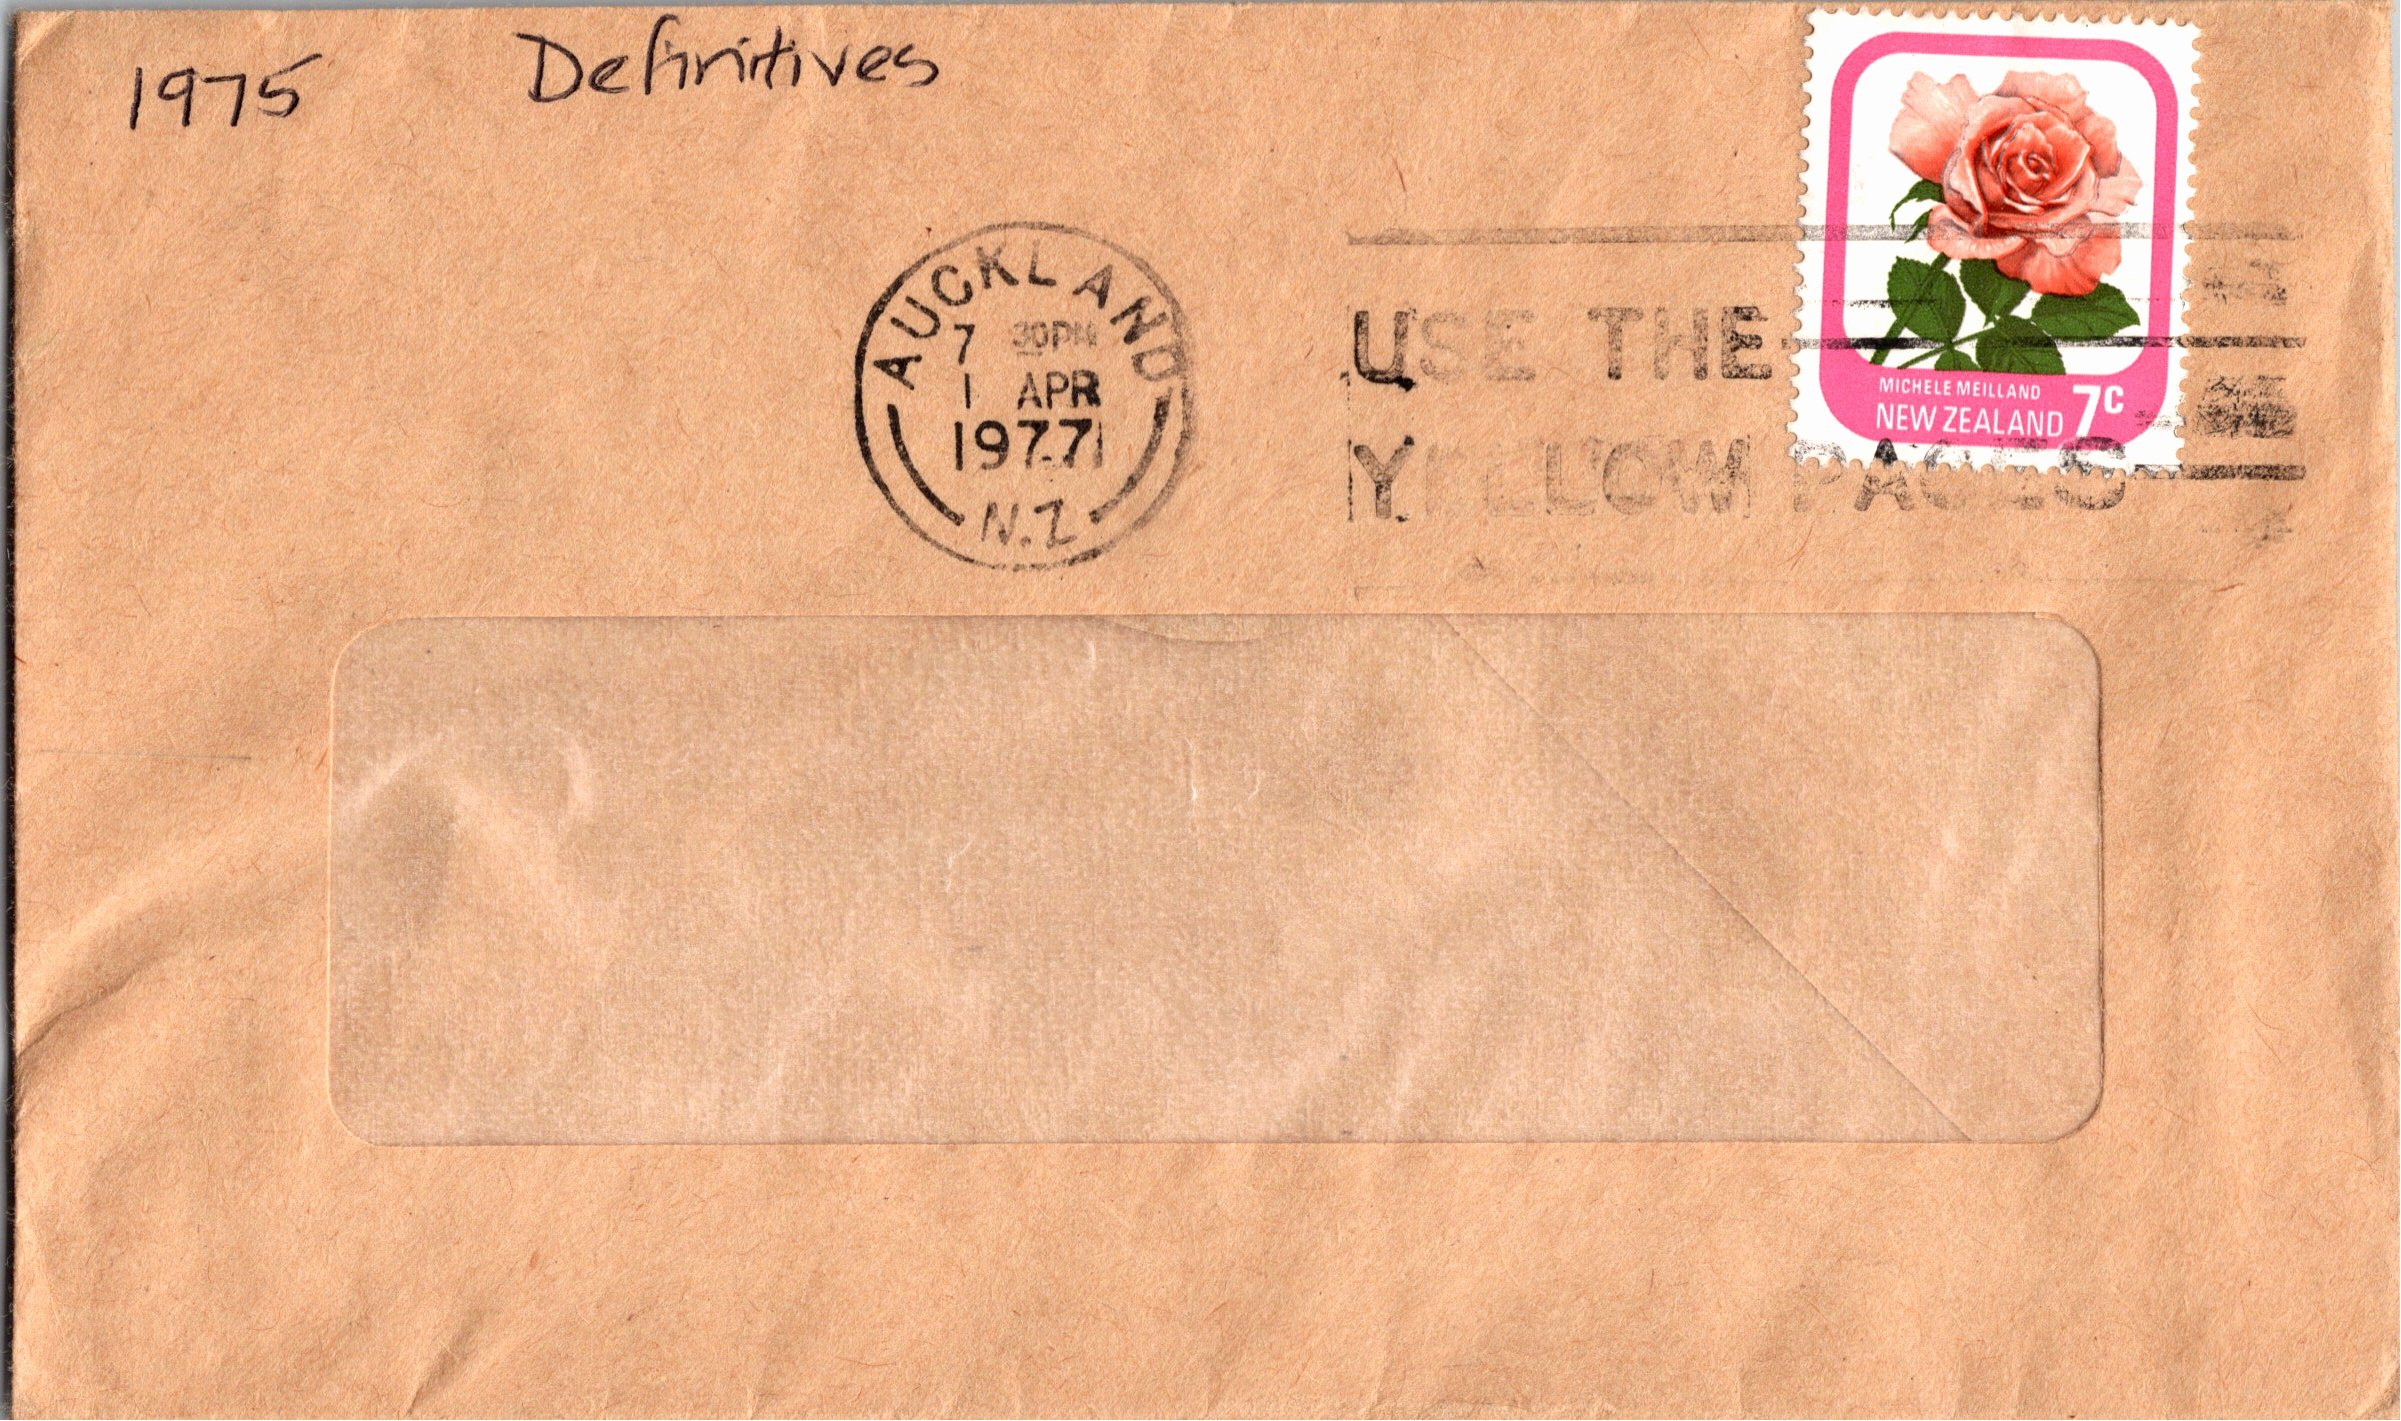 1975 Definitives
AUCKLAND
7 30PM
1 APR
1977
N.Z
USE THE
YELLOW PAGES
MICHELE MEILLAND
NEW ZEALAND 7c